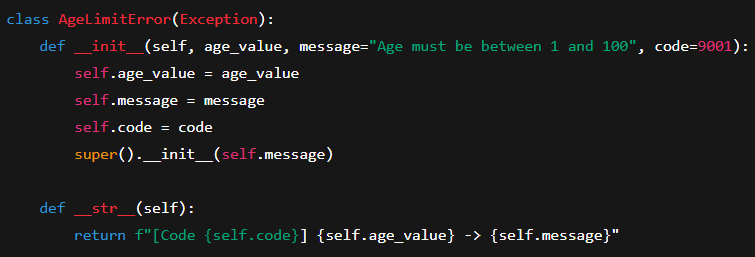 class AgeLimitError(Exception):
    def __init__(self, age_value, message="Age must be between 1 and 100", code=9001):
        self.age_value = age_value
        self.message = message
        self.code = code
        super().__init__(self.message)

    def __str__(self):
        return f"[Code {self.code}] {self.age_value} -> {self.message}"